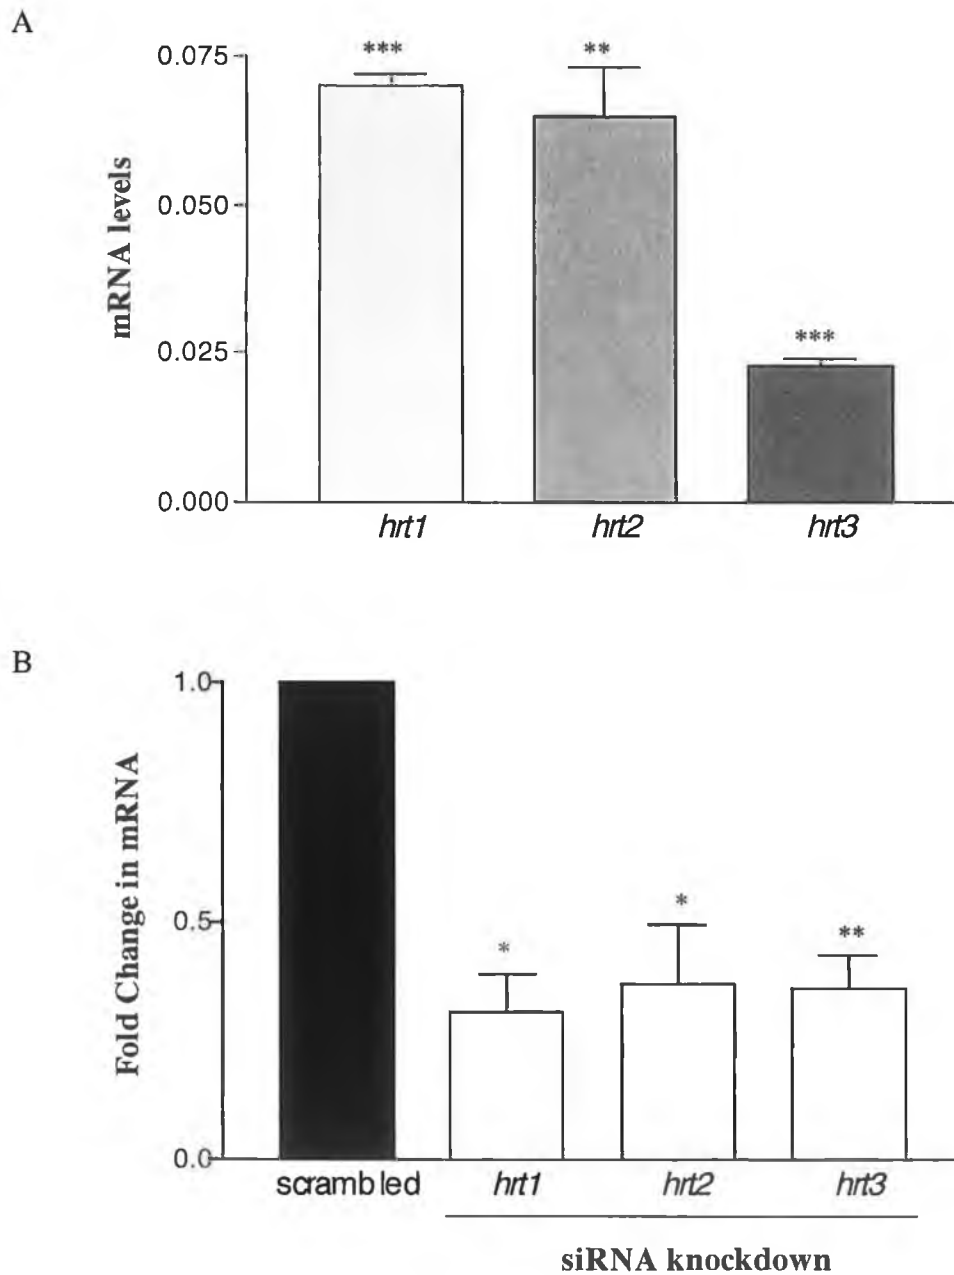 A
***
**
0.075
mRNA levels
0.050
0.025
***
0.000
hrt1 hrt2 hrt3
B
1.0
Fold Change in mRNA
0.5
*
*
**
0.0
scrambled hrt1 hrt2 hrt3
siRNA knockdown